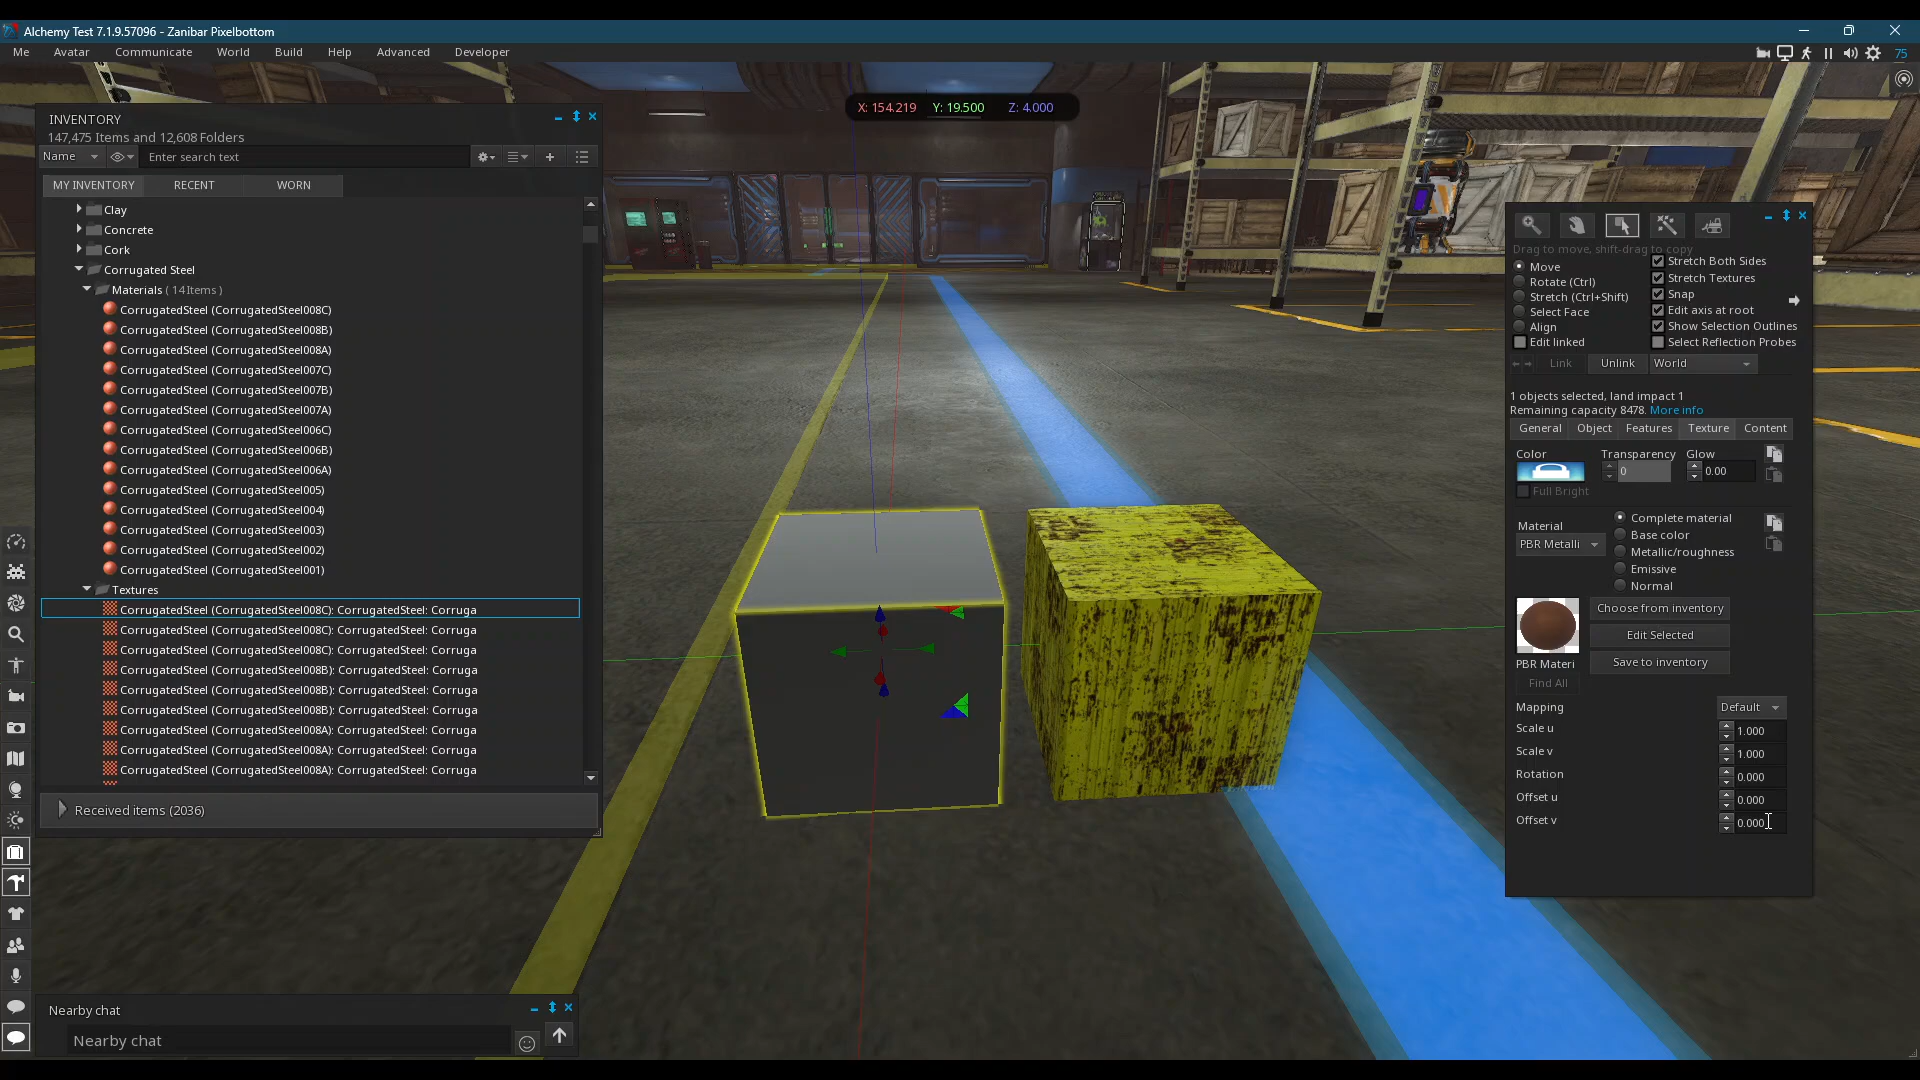 Alchemy Test 7.1.9.57096 - Zanibar Pixelbottom
Me Avatar Communicate World Build Help Advanced Developer
75
X: 154.219 Y: 19.500 Z: 4.000
INVENTORY
147,475 Items and 12,608 Folders
Name Enter search text
MY INVENTORY RECENT WORN
Clay
Concrete
Cork
Corrugated Steel
Materials ( 14 Items )
CorrugatedSteel (CorrugatedSteel008C)
CorrugatedSteel (CorrugatedSteel008B)
CorrugatedSteel (CorrugatedSteel008A)
CorrugatedSteel (CorrugatedSteel007C)
CorrugatedSteel (CorrugatedSteel007B)
CorrugatedSteel (CorrugatedSteel007A)
CorrugatedSteel (CorrugatedSteel006C)
CorrugatedSteel (CorrugatedSteel006B)
CorrugatedSteel (CorrugatedSteel006A)
CorrugatedSteel (CorrugatedSteel005)
CorrugatedSteel (CorrugatedSteel004)
CorrugatedSteel (CorrugatedSteel003)
CorrugatedSteel (CorrugatedSteel002)
CorrugatedSteel (CorrugatedSteel001)
Textures
CorrugatedSteel (CorrugatedSteel008C): CorrugatedSteel: Corruga
CorrugatedSteel (CorrugatedSteel008C): CorrugatedSteel: Corruga
CorrugatedSteel (CorrugatedSteel008C): CorrugatedSteel: Corruga
CorrugatedSteel (CorrugatedSteel008B): CorrugatedSteel: Corruga
CorrugatedSteel (CorrugatedSteel008B): CorrugatedSteel: Corruga
CorrugatedSteel (CorrugatedSteel008B): CorrugatedSteel: Corruga
CorrugatedSteel (CorrugatedSteel008A): CorrugatedSteel: Corruga
CorrugatedSteel (CorrugatedSteel008A): CorrugatedSteel: Corruga
CorrugatedSteel (CorrugatedSteel008A): CorrugatedSteel: Corruga
Received items (2036)
Nearby chat
Nearby chat
Drag to move, shift-drag to copy
Move
Rotate (Ctrl)
Stretch (Ctrl+Shift)
Select Face
Align
Edit linked
Stretch Both Sides
Stretch Textures
Snap
Edit axis at root
Show Selection Outlines
Select Reflection Probes
Link Unlink World
1 objects selected, land impact 1
Remaining capacity 8478. More info
General Object Features Texture Content
Color Transparency Glow
0 0.00
Full Bright
Material
PBR Metalli
Complete material
Base color
Metallic/roughness
Emissive
Normal
Choose from inventory
Edit Selected
Save to inventory
PBR Materi
Find All
Mapping Default
Scale u 1.000
Scale v 1.000
Rotation 0.000
Offset u 0.000
Offset v 0.000